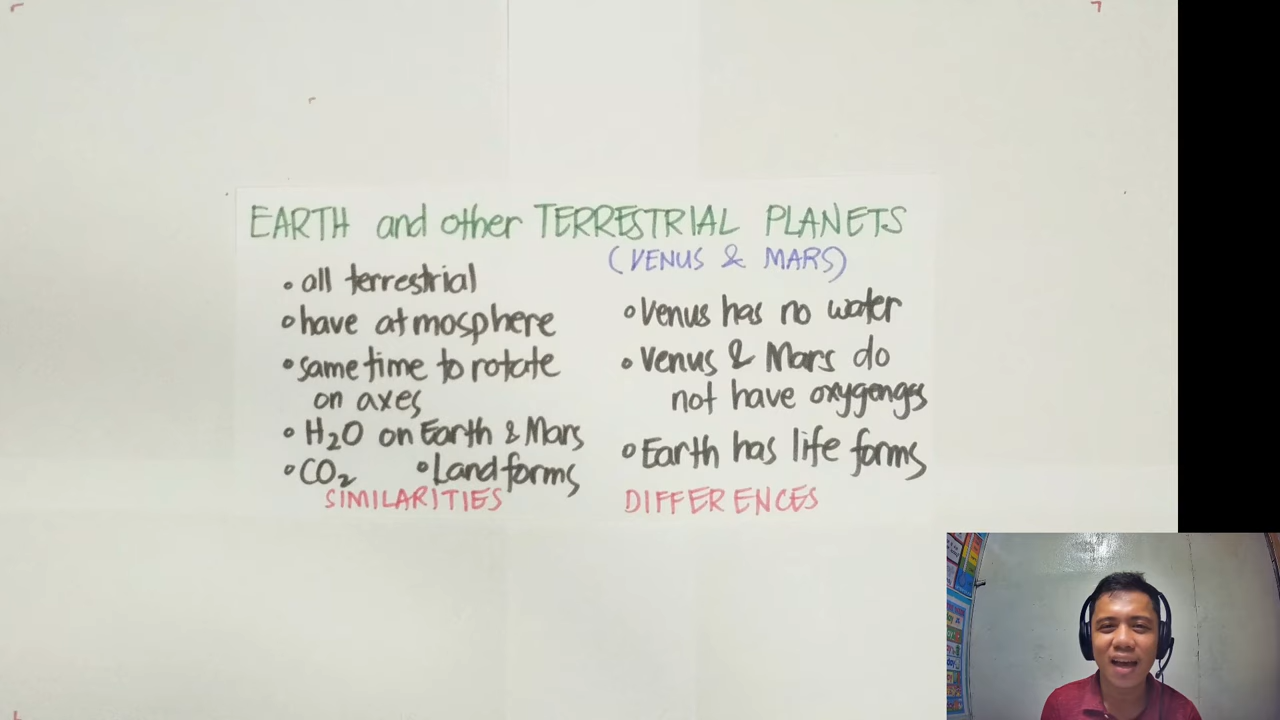 EARTH and other TERRESTRIAL PLANETS
(VENUS & MARS)
• all terrestrial
• have atmosphere
• same time to rotate
on axes
• H₂O on Earth & Mars
• CO₂ • Landforms
SIMILARITIES
• Venus has no water
• Venus & Mars do
not have oxygenges
• Earth has life forms
DIFFERENCES